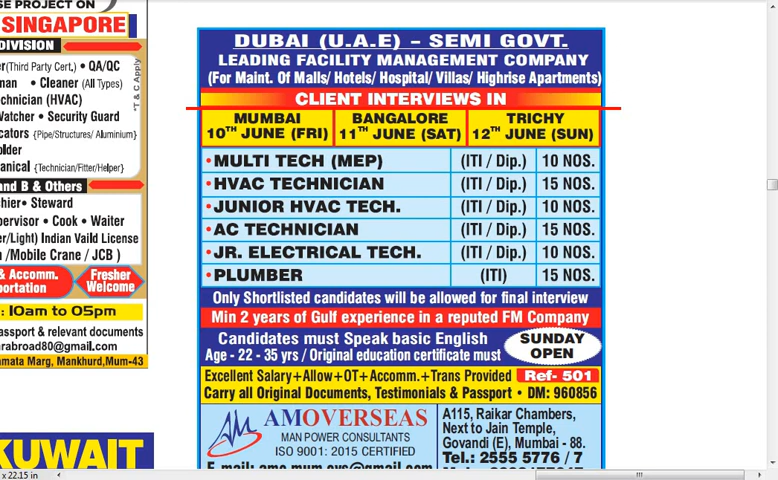 SE PROJECT ON
SINGAPORE
DIVISION
(Third Party Cert.) • QA/QC
man • Cleaner (All Types)
chnician (HVAC)
Watcher • Security Guard
cators {Pipe/Structures/ Aluminium}
older
anical {Technician/Fitter/Helper}
*T & C Apply
and B & Others
hier• Steward
pervisor • Cook • Waiter
er/Light) Indian Vaild License
/Mobile Crane / JCB )
& Accomm.
portation
Fresher
Welcome
: 10am to 05pm
assport & relevant documents
rabroad80@gmail.com
amata Marg, Mankhurd,Mum-43
KUWAIT
x 22.15 in
DUBAI (U.A.E) – SEMI GOVT.
LEADING FACILITY MANAGEMENT COMPANY
(For Maint. Of Malls/ Hotels/ Hospital/ Villas/ Highrise Apartments)
CLIENT INTERVIEWS IN
MUMBAI BANGALORE TRICHY
10TH JUNE (FRI) 11TH JUNE (SAT) 12TH JUNE (SUN)
•MULTI TECH (MEP) (ITI / Dip.) 10 NOS.
•HVAC TECHNICIAN (ITI / Dip.) 15 NOS.
•JUNIOR HVAC TECH. (ITI / Dip.) 10 NOS.
•AC TECHNICIAN (ITI / Dip.) 15 NOS.
•JR. ELECTRICAL TECH. (ITI / Dip.) 10 NOS.
•PLUMBER (ITI) 15 NOS.
Only Shortlisted candidates will be allowed for final interview
Min 2 years of Gulf experience in a reputed FM Company
Candidates must Speak basic English
Age - 22 - 35 yrs / Original education certificate must
SUNDAY
OPEN
Excellent Salary+Allow+OT+Accomm.+Trans Provided Ref- 501
Carry all Original Documents, Testimonials & Passport • DM: 960856
AM AMOVERSEAS
MAN POWER CONSULTANTS
ISO 9001: 2015 CERTIFIED
A115, Raikar Chambers,
Next to Jain Temple,
Govandi (E), Mumbai - 88.
Tel.: 2555 5776 / 7